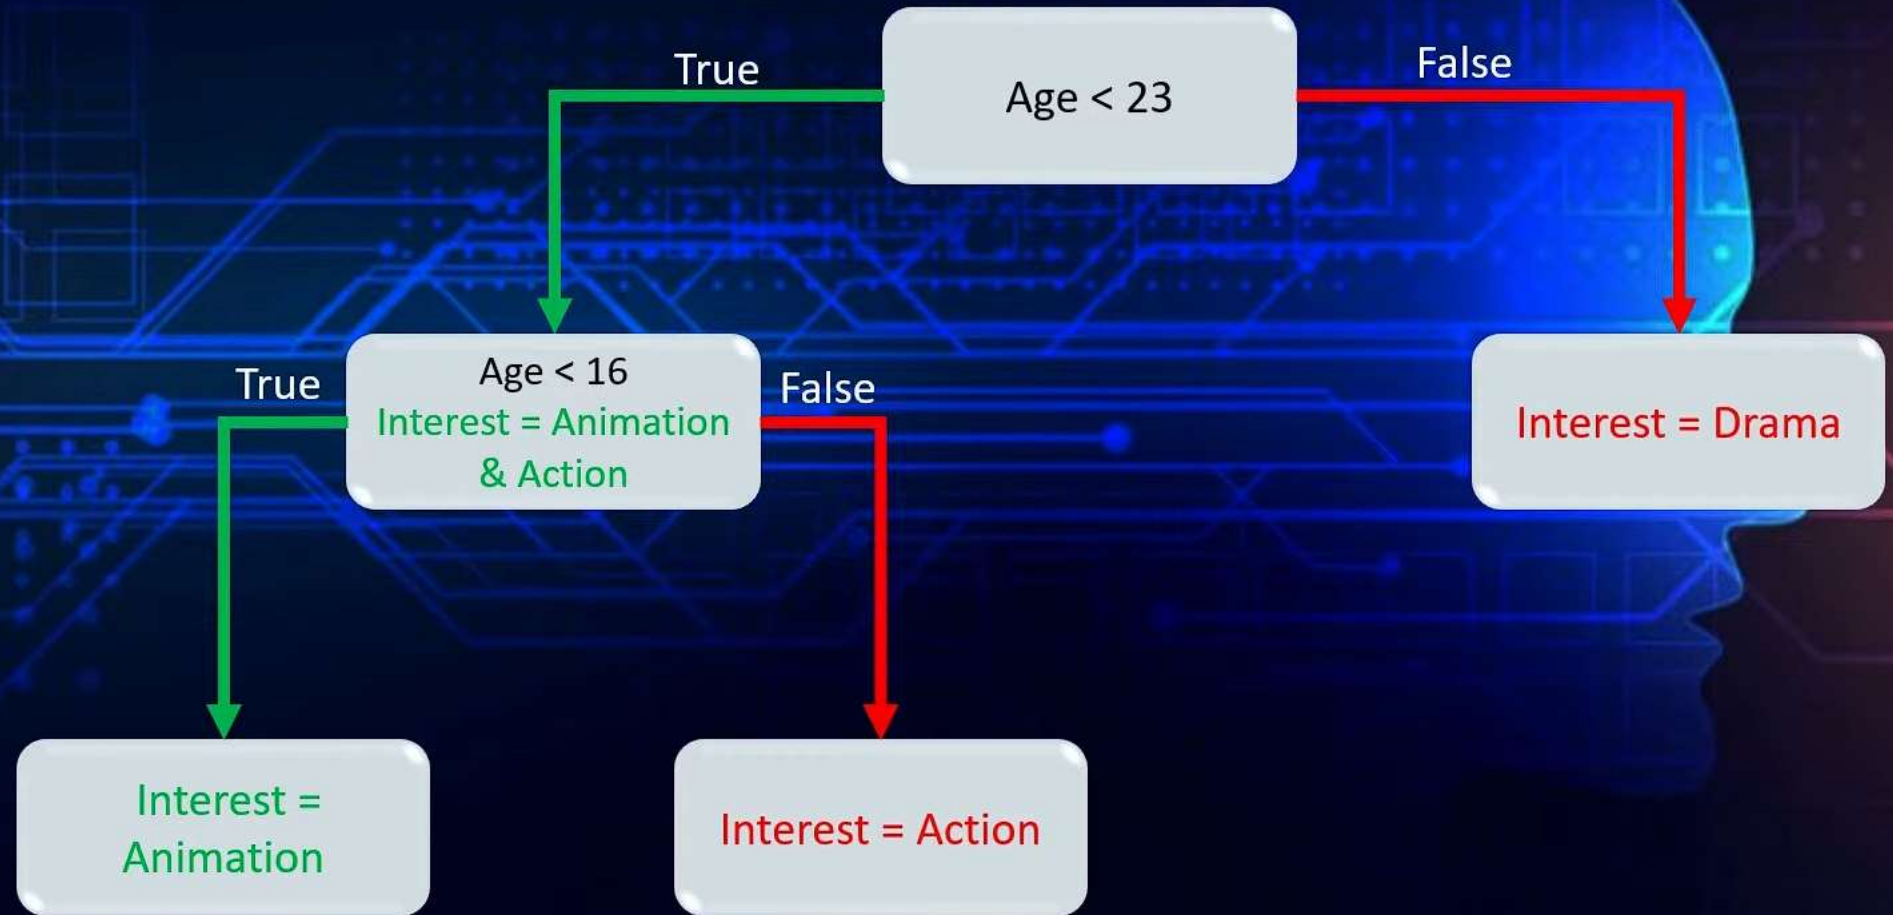 True
Age < 23
False
True
Age < 16
Interest = Animation
& Action
False
Interest = Drama
Interest =
Animation
Interest = Action